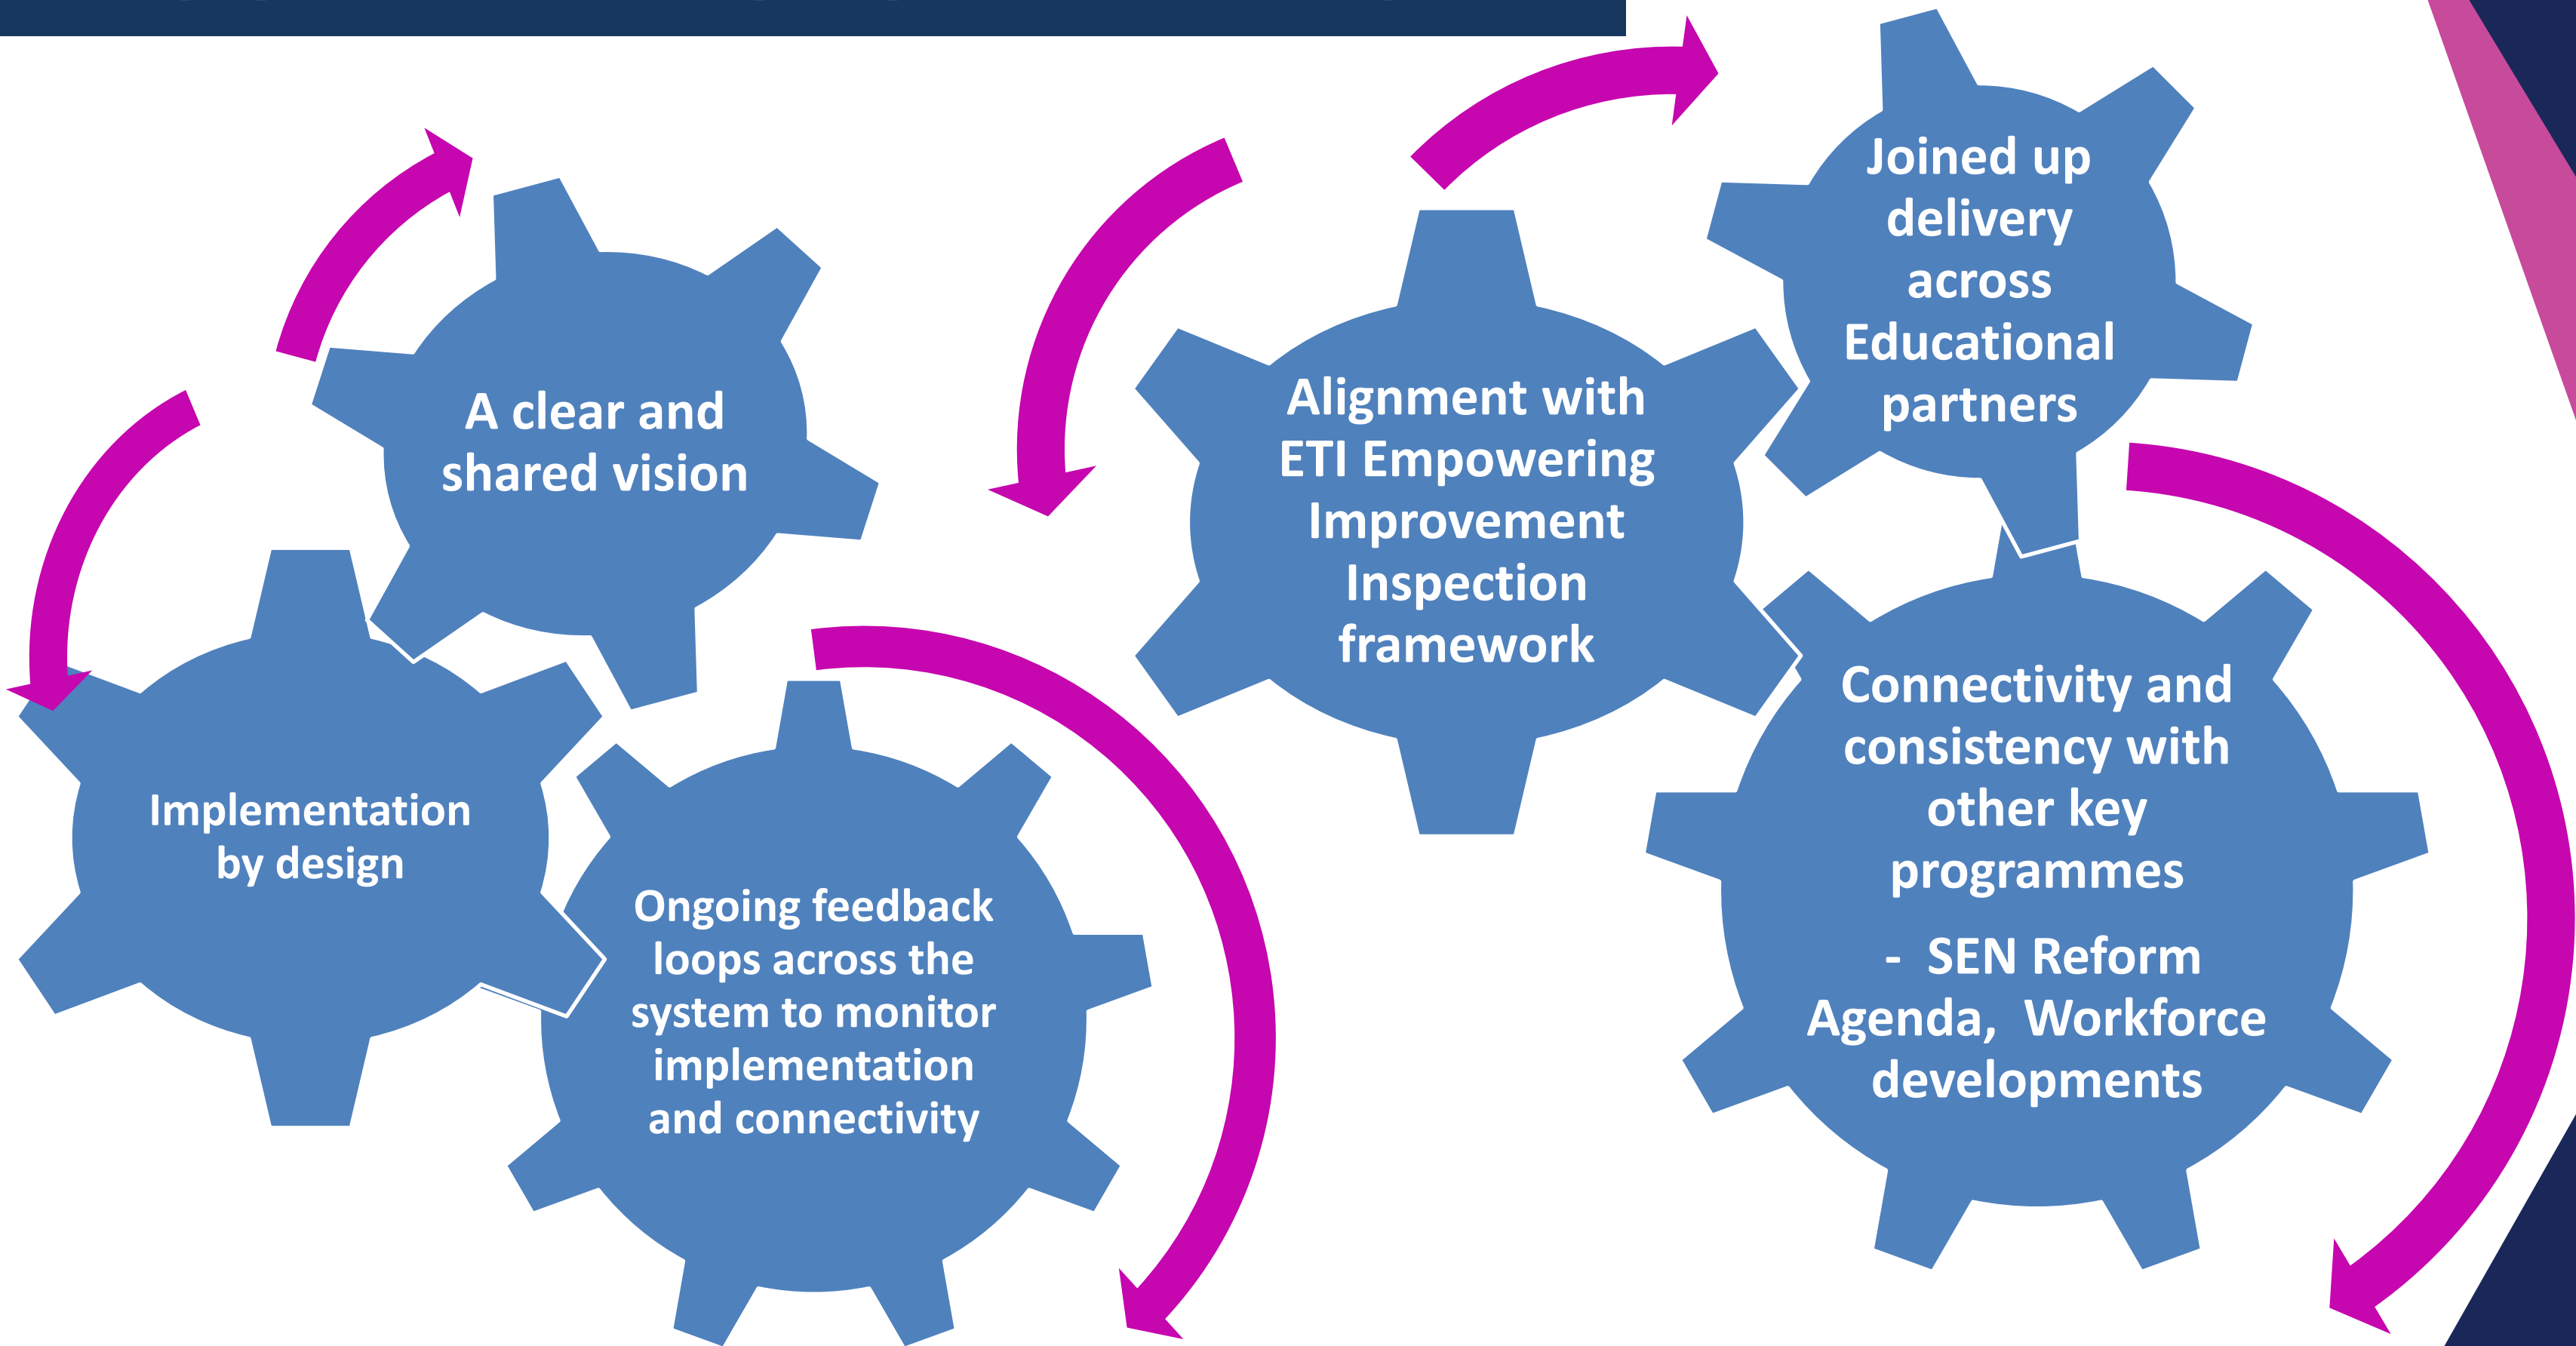 A clear and
shared vision
Implementation
by design
Ongoing feedback
loops across the
system to monitor
implementation
and connectivity
Alignment with
ETI Empowering
Improvement
Inspection
framework
Joined up
delivery
across
Educational
partners
Connectivity and
consistency with
other key
programmes
- SEN Reform
Agenda, Workforce
developments